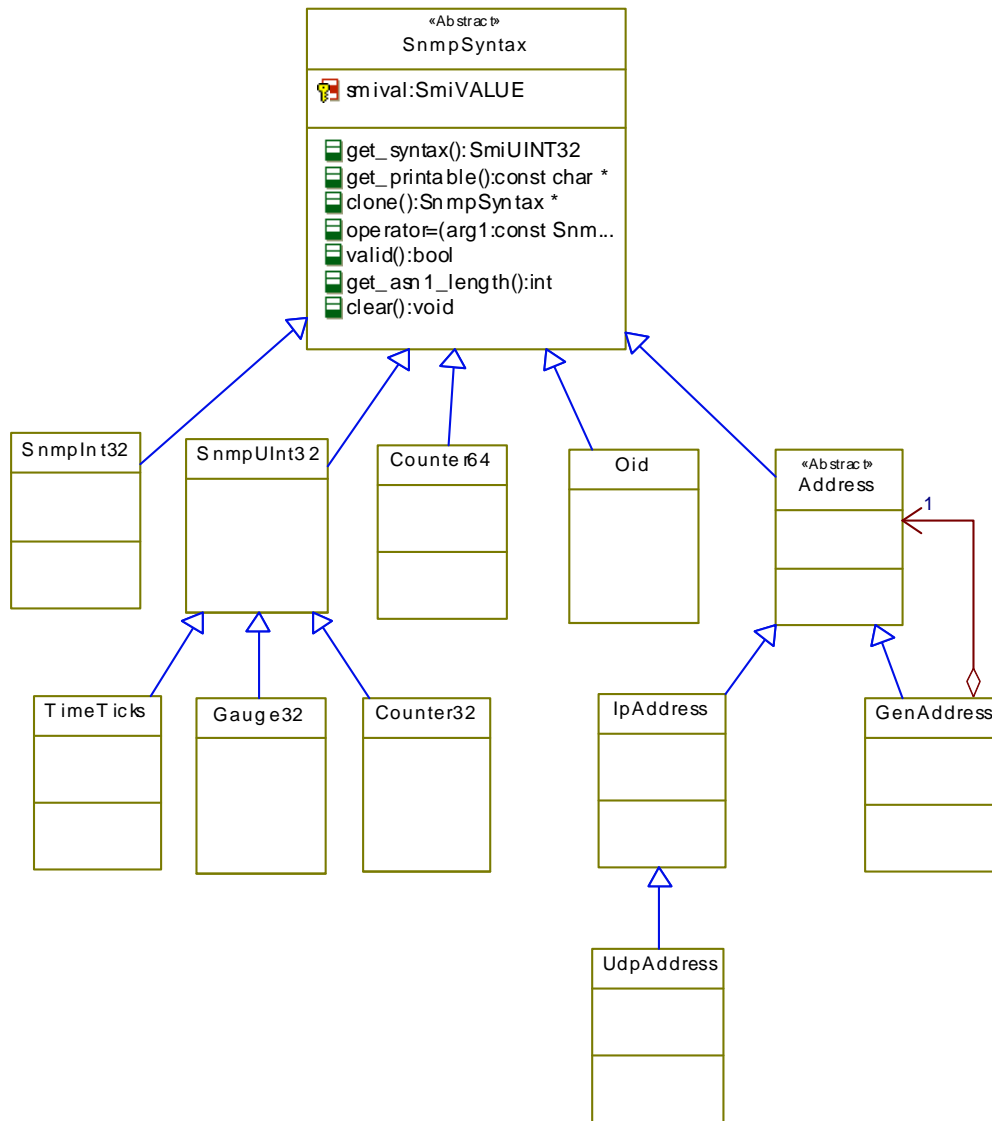 «Abstract»
SnmpSyntax
smival:SmiVALUE
get_syntax():SmiUINT32
get_printable():const char *
clone():SnmpSyntax *
operator=(arg1:const Snm...
valid():bool
get_asn1_length():int
clear():void
SnmpInt32
SnmpUInt32
Counter64
Oid
«Abstract»
Address
1
TimeTicks
Gauge32
Counter32
IpAddress
GenAddress
UdpAddress